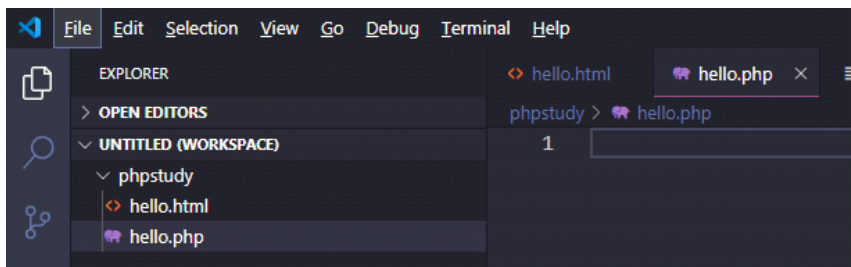 File Edit Selection View Go Debug Terminal Help
EXPLORER
OPEN EDITORS
UNTITLED (WORKSPACE)
phpstudy
hello.html
hello.php
hello.html hello.php
phpstudy > hello.php
1